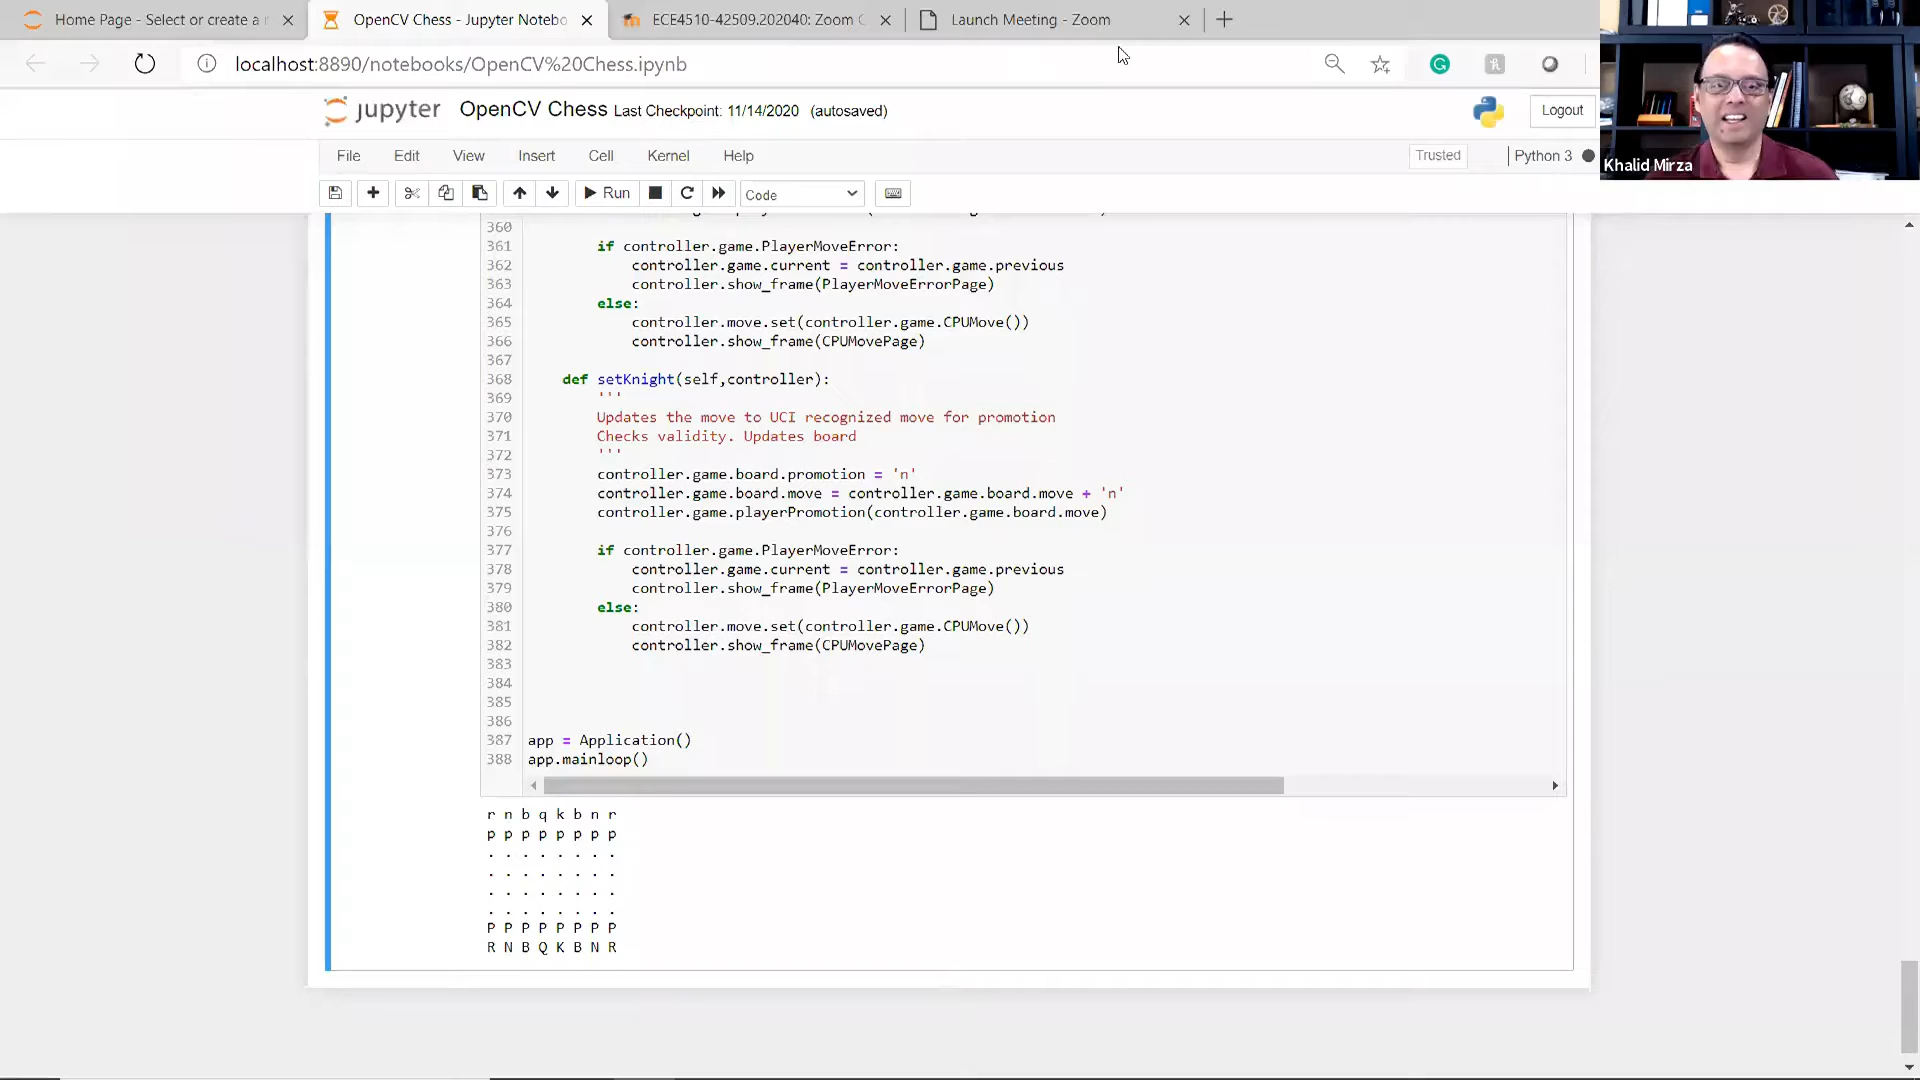 Home Page - Select or create a
OpenCV Chess - Jupyter Notebo
ECE4510-42509.202040: Zoom
Launch Meeting - Zoom
localhost:8890/notebooks/OpenCV%20Chess.ipynb
jupyter OpenCV Chess Last Checkpoint: 11/14/2020 (autosaved)
Logout
Khalid Mirza
File Edit View Insert Cell Kernel Help
Trusted
Python 3
Run
Code
360
361 if controller.game.PlayerMoveError:
362 controller.game.current = controller.game.previous
363 controller.show_frame(PlayerMoveErrorPage)
364 else:
365 controller.move.set(controller.game.CPUMove())
366 controller.show_frame(CPUMovePage)
367
368 def setKnight(self,controller):
369 '''
370 Updates the move to UCI recognized move for promotion
371 Checks validity. Updates board
372 '''
373 controller.game.board.promotion = 'n'
374 controller.game.board.move = controller.game.board.move + 'n'
375 controller.game.playerPromotion(controller.game.board.move)
376
377 if controller.game.PlayerMoveError:
378 controller.game.current = controller.game.previous
379 controller.show_frame(PlayerMoveErrorPage)
380 else:
381 controller.move.set(controller.game.CPUMove())
382 controller.show_frame(CPUMovePage)
383
384
385
386
387 app = Application()
388 app.mainloop()
r n b q k b n r
p p p p p p p p
. . . . . . . .
. . . . . . . .
. . . . . . . .
. . . . . . . .
P P P P P P P P
R N B Q K B N R